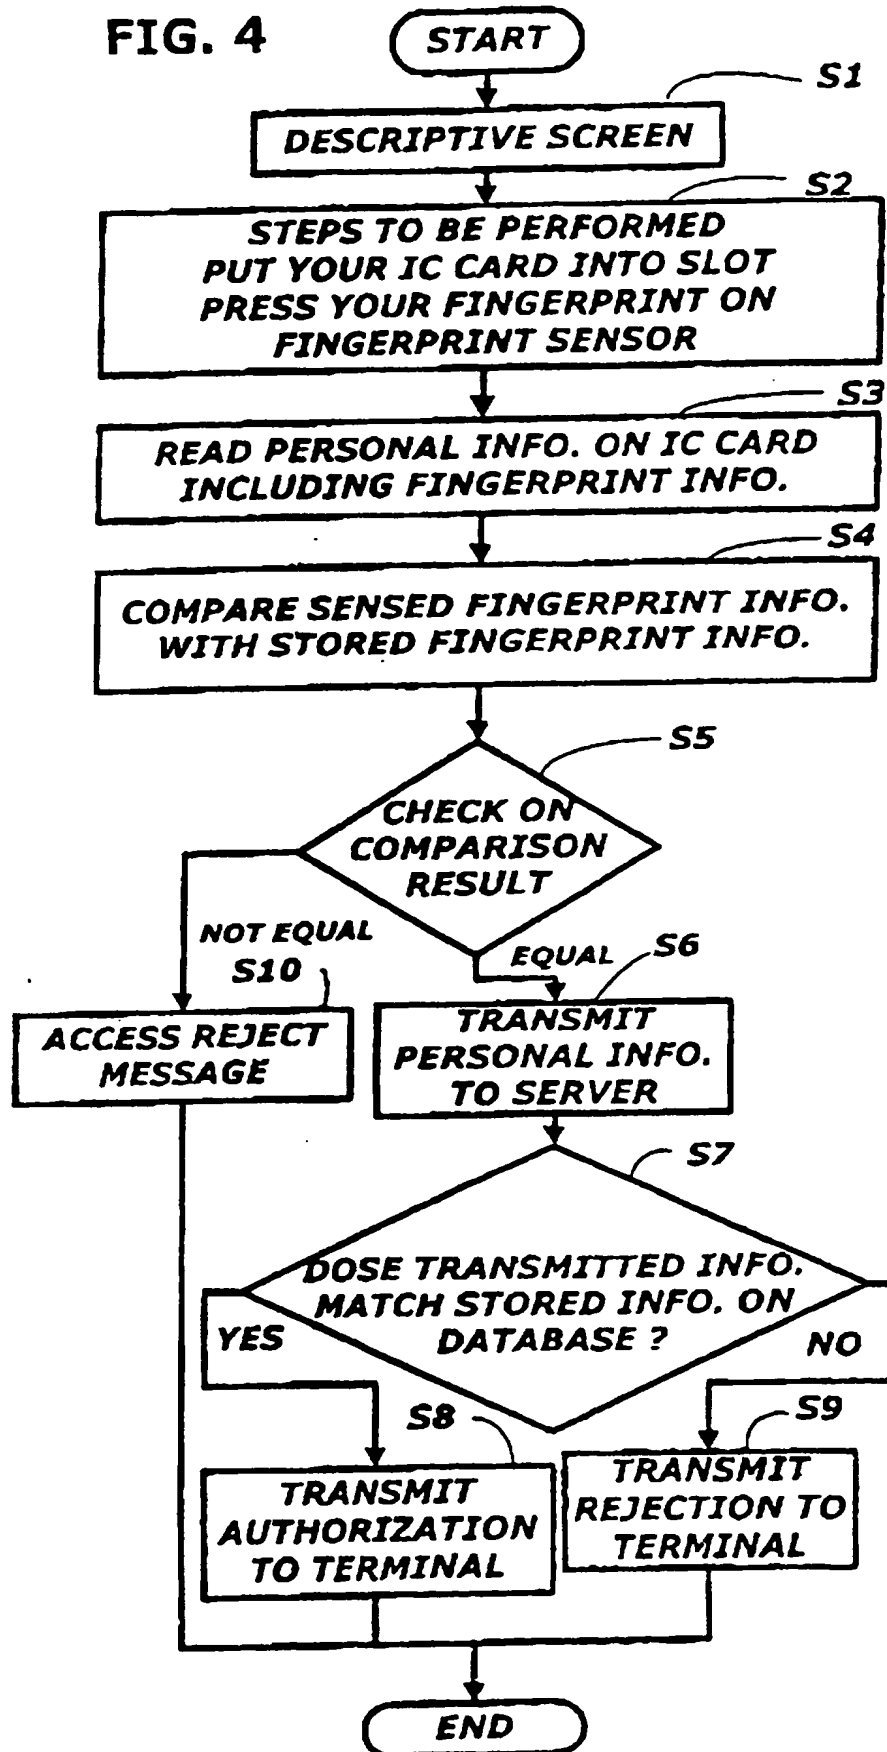 FIG. 4
START
S1
DESCRIPTIVE SCREEN
S2
STEPS TO BE PERFORMED
PUT YOUR IC CARD INTO SLOT
PRESS YOUR FINGERPRINT ON
FINGERPRINT SENSOR
S3
READ PERSONAL INFO. ON IC CARD
INCLUDING FINGERPRINT INFO.
S4
COMPARE SENSED FINGERPRINT INFO.
WITH STORED FINGERPRINT INFO.
S5
CHECK ON
COMPARISON
RESULT
NOT EQUAL
S10
ACCESS REJECT
MESSAGE
EQUAL
S6
TRANSMIT
PERSONAL INFO.
TO SERVER
S7
DOSE TRANSMITTED INFO.
MATCH STORED INFO. ON
DATABASE ?
YES
NO
S8
TRANSMIT
AUTHORIZATION
TO TERMINAL
S9
TRANSMIT
REJECTION TO
TERMINAL
END